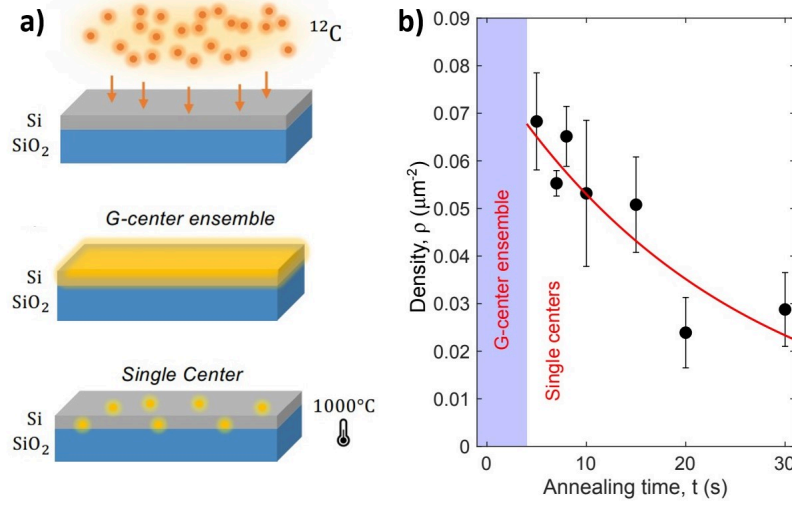 a)
¹²C
Si
SiO₂
G-center ensemble
Si
SiO₂
Single Center
1000°C
Si
SiO₂
b)
Density, ρ (μm⁻²)
0.09
0.08
0.07
0.06
0.05
0.04
0.03
0.02
0.01
0
G-center ensemble
Single centers
0 10 20 30
Annealing time, t (s)